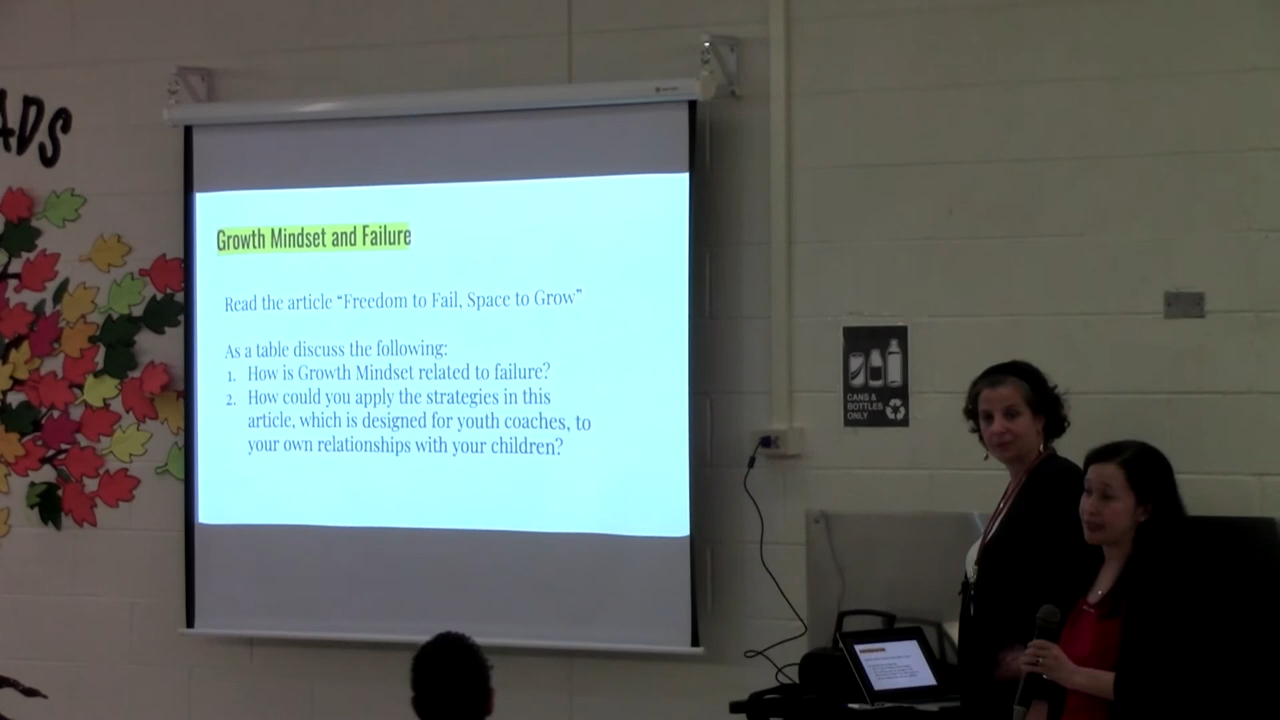 ADS
Growth Mindset and Failure
Read the article “Freedom to Fail, Space to Grow”
As a table discuss the following:
1. How is Growth Mindset related to failure?
2. How could you apply the strategies in this
article, which is designed for youth coaches, to
your own relationships with your children?
CANS &
BOTTLES
ONLY